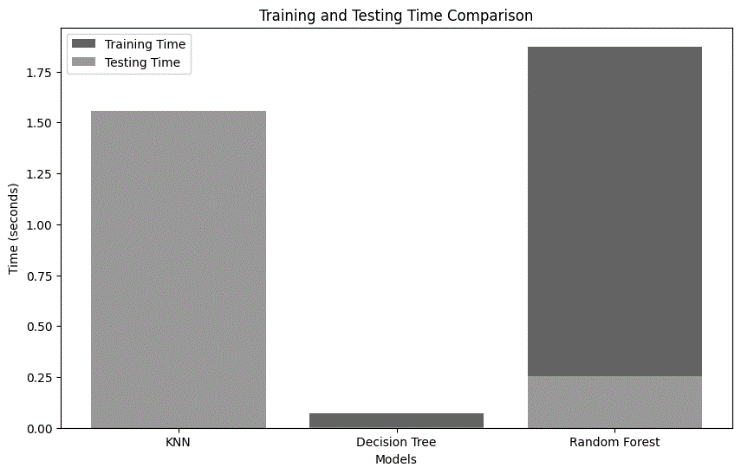 Training and Testing Time Comparison
Training Time
Testing Time
1.75
1.50
1.25
1.00
0.75
0.50
0.25
0.00
Time (seconds)
KNN
Decision Tree
Random Forest
Models